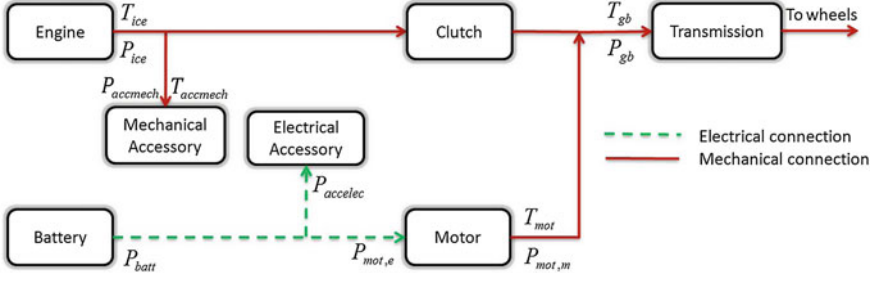 T_ice
T_gb
To wheels
Engine
Clutch
Transmission
P_ice
P_gb
P_accmech T_accmech
Mechanical
Accessory
Electrical
Accessory
Electrical connection
Mechanical connection
P_accelec
T_mot
Battery
Motor
P_batt
P_mot,e
P_mot,m